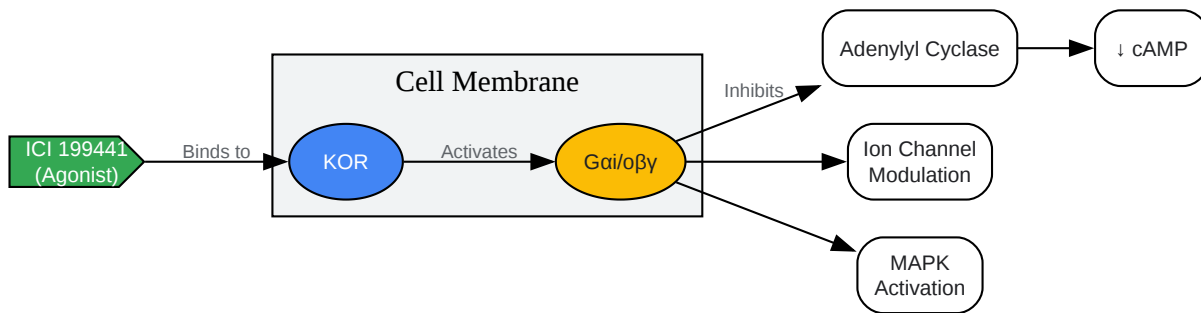 ICI 199441
(Agonist)
Binds to
Cell Membrane
KOR
Activates
Gαi/oβγ
Inhibits
Adenylyl Cyclase
↓ cAMP
Ion Channel
Modulation
MAPK
Activation